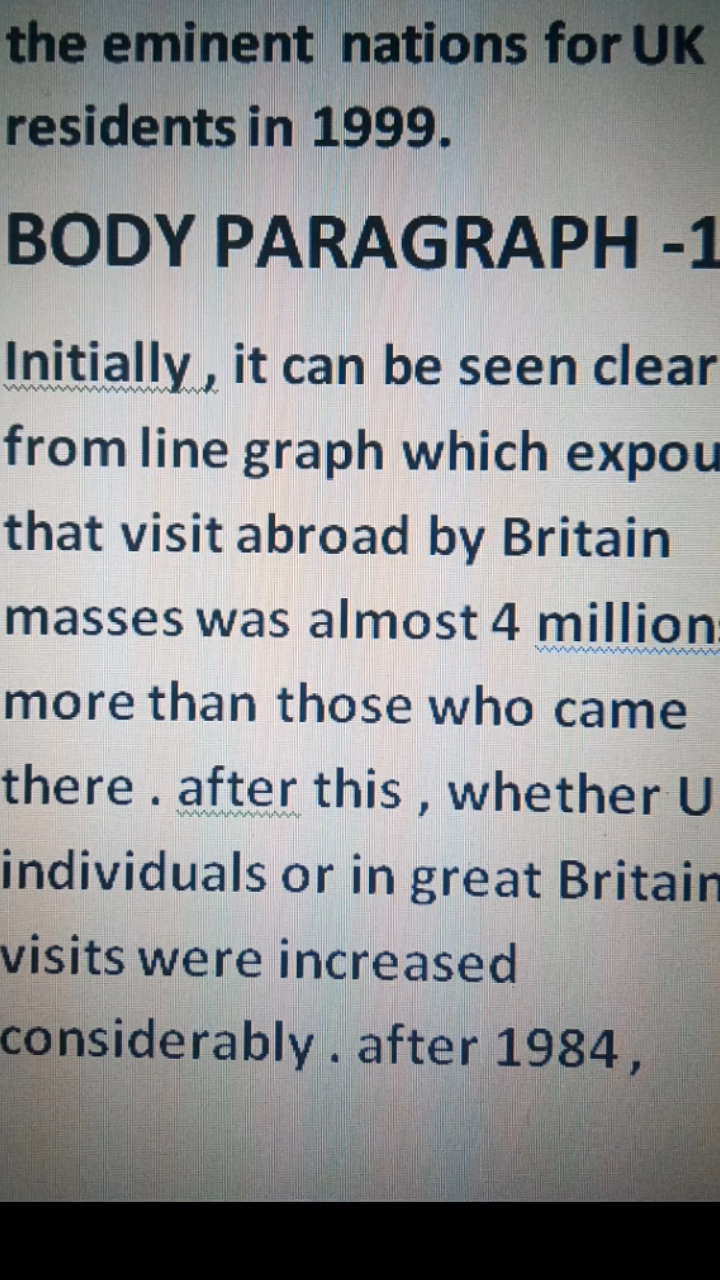 the eminent nations for UK
residents in 1999.
BODY PARAGRAPH -1
Initially , it can be seen clear
from line graph which expou
that visit abroad by Britain
masses was almost 4 million
more than those who came
there . after this , whether U
individuals or in great Britain
visits were increased
considerably . after 1984 ,